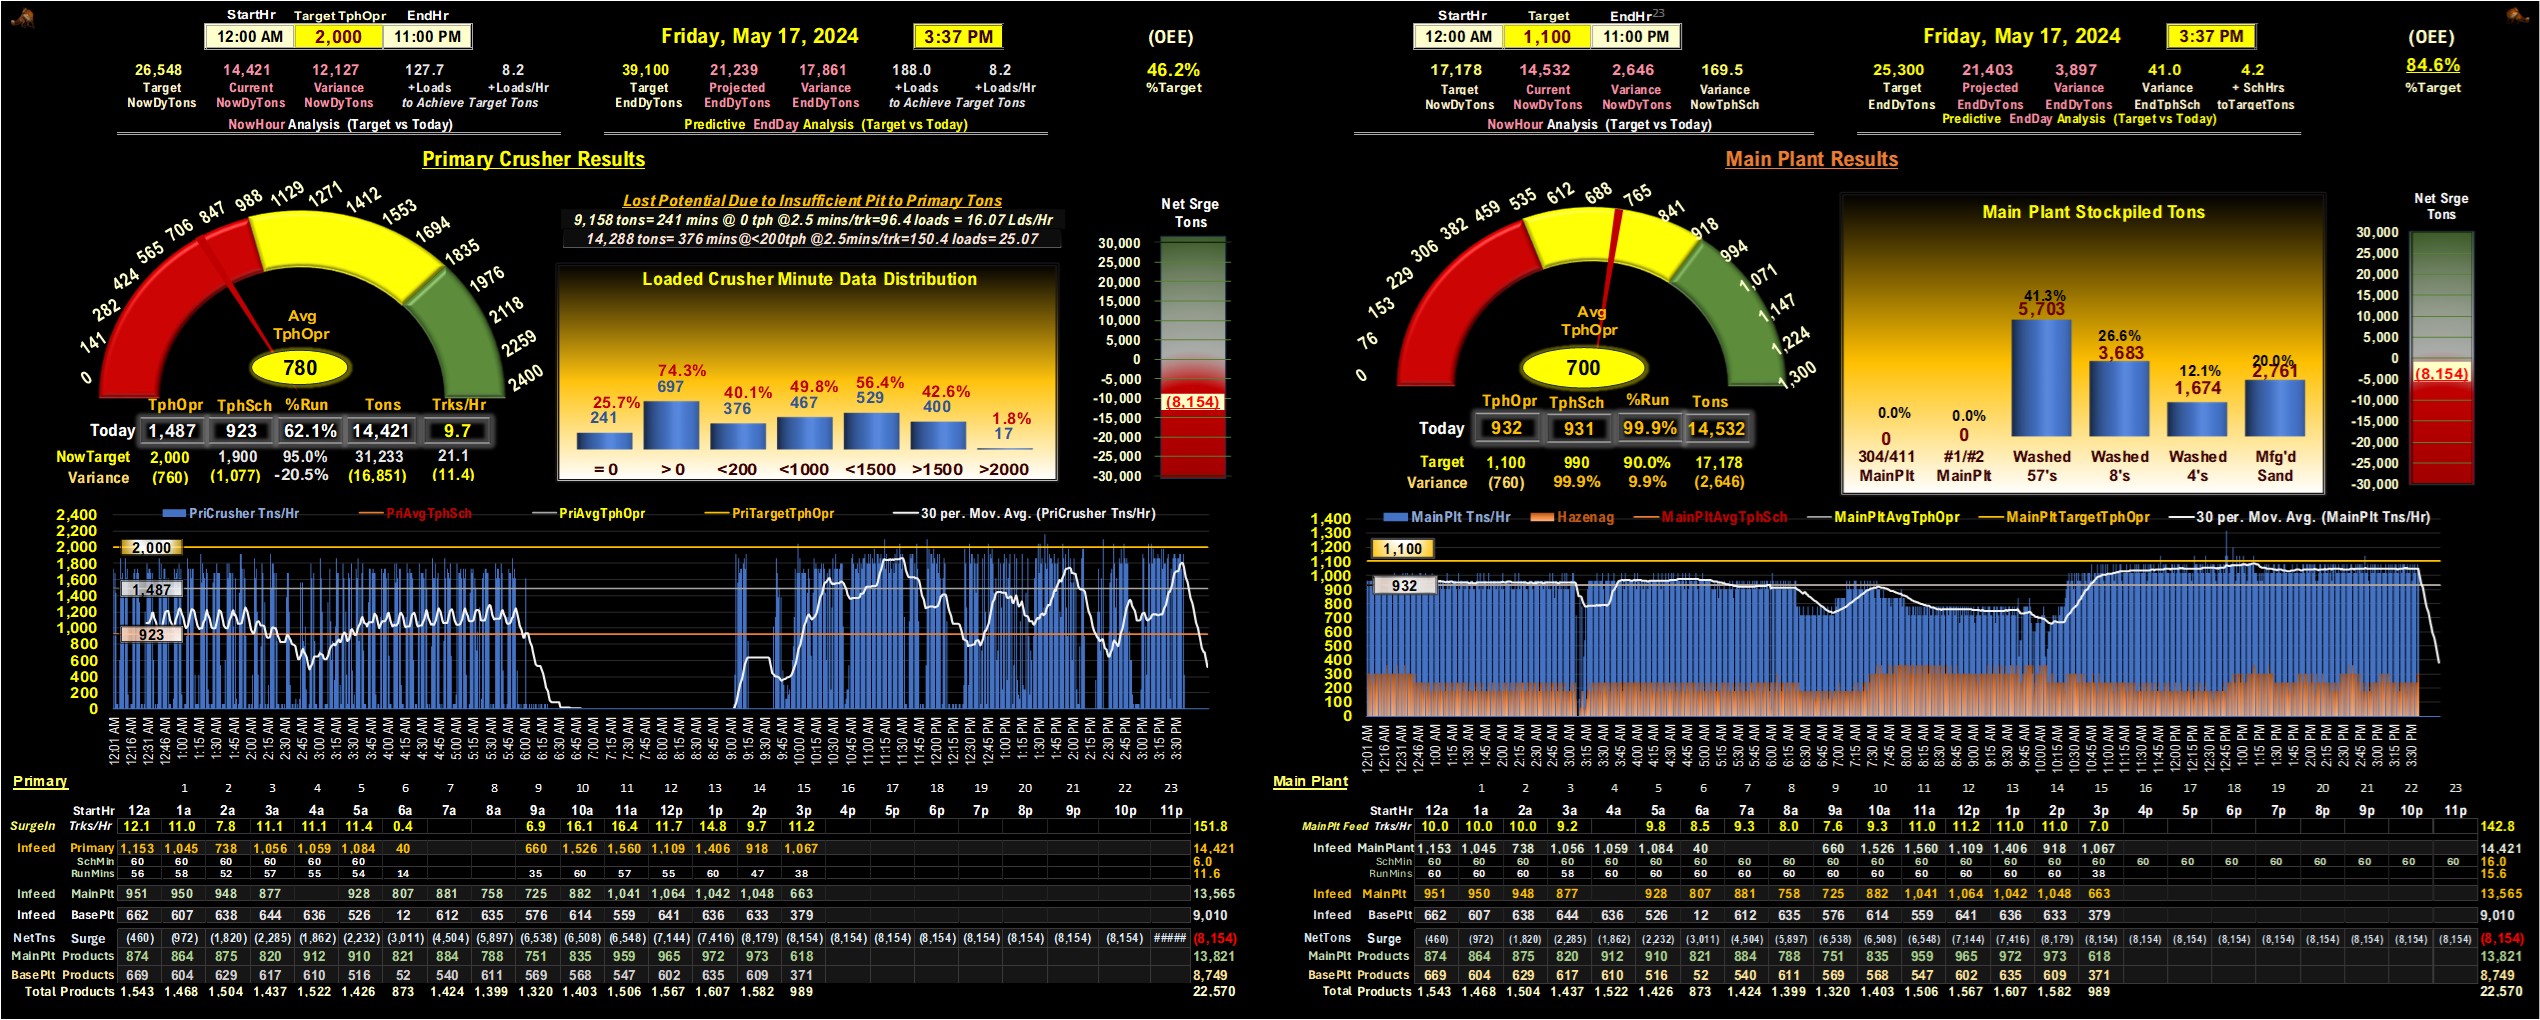 StartHr Target TphOpr EndHr
12:00 AM 2,000 11:00 PM
Friday, May 17, 2024 3:37 PM
(OEE)
46.2%
%Target
26,548 14,421 12,127 127.7 8.2
Target Current Variance +Loads +Loads/Hr
NowDyTons NowDyTons NowDyTons to Achieve Target Tons
NowHour Analysis (Target vs Today)
39,100 21,239 17,861 188.0 8.2
Target Projected Variance +Loads +Loads/Hr
EndDyTons EndDyTons EndDyTons to Achieve Target Tons
Predictive EndDay Analysis (Target vs Today)
Primary Crusher Results
0 141 282 424 565 706 847 988 1129 1271 1412 1553 1694 1835 1976 2118 2259 2400
Avg
TphOpr
780
TphOpr TphSch %Run Tons Trks/Hr
Today 1,487 923 62.1% 14,421 9.7
NowTarget 2,000 1,900 95.0% 31,233 21.1
Variance (760) (1,077) -20.5% (16,851) (11.4)
Lost Potential Due to Insufficient Pit to Primary Tons
9,158 tons= 241 mins @ 0 tph @2.5 mins/trk=96.4 loads = 16.07 Lds/Hr
14,288 tons= 376 mins@<200tph @2.5mins/trk=150.4 loads= 25.07
Loaded Crusher Minute Data Distribution
25.7% 74.3% 40.1% 49.8% 56.4% 42.6% 1.8%
241 697 376 467 529 400 17
= 0 > 0 <200 <1000 <1500 >1500 >2000
Net Srge
Tons
30,000
25,000
20,000
15,000
10,000
5,000
0
-5,000
(8,154)
-10,000
-15,000
-20,000
-25,000
-30,000
PriCrusher Tns/Hr PriAvgTphSch PriAvgTphOpr PriTargetTphOpr 30 per. Mov. Avg. (PriCrusher Tns/Hr)
2,400
2,200
2,000
1,800
1,600
1,400
1,200
1,000
800
600
400
200
0
2,000
1,487
923
12:01 AM 12:16 AM 12:31 AM 12:46 AM 1:00 AM 1:15 AM 1:30 AM 1:45 AM 2:00 AM 2:15 AM 2:30 AM 2:45 AM 3:00 AM 3:15 AM 3:30 AM 3:45 AM 4:00 AM 4:15 AM 4:30 AM 4:45 AM 5:00 AM 5:15 AM 5:30 AM 5:45 AM 6:00 AM 6:15 AM 6:30 AM 6:45 AM 7:00 AM 7:15 AM 7:30 AM 7:45 AM 8:00 AM 8:15 AM 8:30 AM 8:45 AM 9:00 AM 9:15 AM 9:30 AM 9:45 AM 10:00 AM 10:15 AM 10:30 AM 10:45 AM 11:00 AM 11:15 AM 11:30 AM 11:45 AM 12:00 PM 12:15 PM 12:30 PM 12:45 PM 1:00 PM 1:15 PM 1:30 PM 1:45 PM 2:00 PM 2:15 PM 2:30 PM 2:45 PM 3:00 PM 3:15 PM 3:30 PM
Primary
1 2 3 4 5 6 7 8 9 10 11 12 13 14 15 16 17 18 19 20 21 22 23
StartHr 12a 1a 2a 3a 4a 5a 6a 7a 8a 9a 10a 11a 12p 1p 2p 3p 4p 5p 6p 7p 8p 9p 10p 11p
SurgeIn Trks/Hr 12.1 11.0 7.8 11.1 11.1 11.4 0.4 6.9 16.1 16.4 11.7 14.8 9.7 11.2 151.8
Infeed Primary 1,153 1,045 738 1,056 1,059 1,084 40 660 1,526 1,560 1,109 1,406 918 1,067 14,421
SchMin 60 60 60 60 60 60 6.0
RunMins 56 58 52 57 55 54 14 35 60 57 55 60 47 38 11.6
Infeed MainPlt 951 950 948 877 928 807 881 758 725 882 1,041 1,064 1,042 1,048 663 13,565
Infeed BasePlt 662 607 638 644 636 526 12 612 635 576 614 559 641 636 633 379 9,010
NetTns Surge (460) (972) (1,820) (2,285) (1,862) (2,232) (3,011) (4,504) (5,897) (6,538) (6,508) (6,548) (7,144) (7,416) (8,179) (8,154) (8,154) (8,154) (8,154) (8,154) (8,154) (8,154) (8,154) ##### (8,154)
MainPlt Products 874 864 875 820 912 910 821 884 788 751 835 959 965 972 973 618 13,821
BasePlt Products 669 604 629 617 610 516 52 540 611 569 568 547 602 635 609 371 8,749
Total Products 1,543 1,468 1,504 1,437 1,522 1,426 873 1,424 1,399 1,320 1,403 1,506 1,567 1,607 1,582 989 22,570
StartHr Target EndHr 23
12:00 AM 1,100 11:00 PM
Friday, May 17, 2024 3:37 PM
(OEE)
84.6%
%Target
17,178 14,532 2,646 169.5
Target Current Variance Variance
NowDyTons NowDyTons NowDyTons NowTphSch
NowHour Analysis (Target vs Today)
25,300 21,403 3,897 41.0 4.2
Target Projected Variance Variance + SchHrs
EndDyTons EndDyTons EndDyTons EndTphSch toTargetTons
Predictive EndDay Analysis (Target vs Today)
Main Plant Results
0 76 153 229 306 382 459 535 612 688 765 841 918 994 1,071 1,147 1,224 1,300
Avg
TphOpr
700
TphOpr TphSch %Run Tons
Today 932 931 99.9% 14,532
Target 1,100 990 90.0% 17,178
Variance (760) 99.9% 9.9% (2,646)
Main Plant Stockpiled Tons
0.0% 0.0% 41.3% 26.6% 12.1% 20.0%
0 0 5,703 3,683 1,674 2,761
304/411 #1/#2 Washed Washed Washed Mfg'd
MainPlt MainPlt 57's 8's 4's Sand
Net Srge
Tons
30,000
25,000
20,000
15,000
10,000
5,000
0
(8,154)
-5,000
-10,000
-15,000
-20,000
-25,000
-30,000
MainPlt Tns/Hr Hazenag MainPltAvgTphSch MainPltAvgTphOpr MainPltTargetTphOpr 30 per. Mov. Avg. (MainPlt Tns/Hr)
1,400
1,300
1,200
1,100
1,000
900
800
700
600
500
400
300
200
100
0
1,100
932
12:01 AM 12:16 AM 12:31 AM 12:46 AM 1:00 AM 1:15 AM 1:30 AM 1:45 AM 2:00 AM 2:15 AM 2:30 AM 2:45 AM 3:00 AM 3:15 AM 3:30 AM 3:45 AM 4:00 AM 4:15 AM 4:30 AM 4:45 AM 5:00 AM 5:15 AM 5:30 AM 5:45 AM 6:00 AM 6:15 AM 6:30 AM 6:45 AM 7:00 AM 7:15 AM 7:30 AM 7:45 AM 8:00 AM 8:15 AM 8:30 AM 8:45 AM 9:00 AM 9:15 AM 9:30 AM 9:45 AM 10:00 AM 10:15 AM 10:30 AM 10:45 AM 11:00 AM 11:15 AM 11:30 AM 11:45 AM 12:00 PM 12:15 PM 12:30 PM 12:45 PM 1:00 PM 1:15 PM 1:30 PM 1:45 PM 2:00 PM 2:15 PM 2:30 PM 2:45 PM 3:00 PM 3:15 PM 3:30 PM
Main Plant
1 2 3 4 5 6 7 8 9 10 11 12 13 14 15 16 17 18 19 20 21 22 23
StartHr 12a 1a 2a 3a 4a 5a 6a 7a 8a 9a 10a 11a 12p 1p 2p 3p 4p 5p 6p 7p 8p 9p 10p 11p
MainPlt Feed Trks/Hr 10.0 10.0 10.0 9.2 9.8 8.5 9.3 8.0 7.6 9.3 11.0 11.2 11.0 11.0 7.0 142.8
Infeed MainPlant 1,153 1,045 738 1,056 1,059 1,084 40 660 1,526 1,560 1,109 1,406 918 1,067 14,421
SchMin 60 60 60 60 60 60 60 60 60 60 60 60 60 60 60 60 60 60 60 60 60 60 60 60 16.0
RunMins 60 60 60 58 60 60 60 60 60 60 60 60 60 60 38 15.6
Infeed MainPlt 951 950 948 877 928 807 881 758 725 882 1,041 1,064 1,042 1,048 663 13,565
Infeed BasePlt 662 607 638 644 636 526 12 612 635 576 614 559 641 636 633 379 9,010
NetTons Surge (460) (972) (1,820) (2,285) (1,862) (2,232) (3,011) (4,504) (5,897) (6,538) (6,508) (6,548) (7,144) (7,416) (8,179) (8,154) (8,154) (8,154) (8,154) (8,154) (8,154) (8,154) (8,154) (8,154) (8,154)
MainPlt Products 874 864 875 820 912 910 821 884 788 751 835 959 965 972 973 618 13,821
BasePlt Products 669 604 629 617 610 516 52 540 611 569 568 547 602 635 609 371 8,749
Total Products 1,543 1,468 1,504 1,437 1,522 1,426 873 1,424 1,399 1,320 1,403 1,506 1,567 1,607 1,582 989 22,570